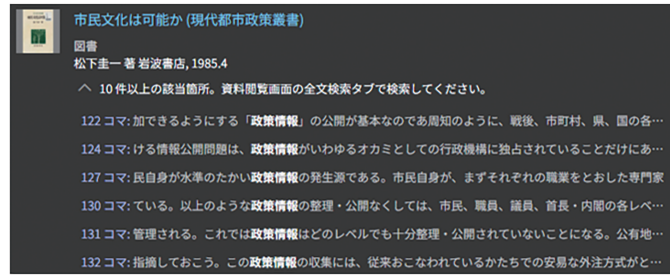 市民文化は可能か (現代都市政策叢書)
図書
松下圭一 著 岩波書店, 1985.4
10 件以上の該当箇所。資料閲覧画面の全文検索タブで検索してください。
122 コマ: 加できるようにする「政策情報」の公開が基本なのであ周知のように、戦後、市町村、県、国の各…
124 コマ: ける情報公開問題は、政策情報がいわゆるオカミとしての行政機構に独占されていることだけにあ…
127 コマ: 民自身が水準のたかい政策情報の発生源である。市民自身が、まずそれぞれの職業をとおした専門家
130 コマ: ている。以上のような政策情報の整理・公開なくしては、市民、職員、議員、首長・内閣の各レベ…
131 コマ: 管理される。これでは政策情報はどのレベルでも十分整理・公開されていないことになる。公有地…
132 コマ: 指摘しておこう。この政策情報の収集には、従来おこなわれているかたちでの安易な外注方式がと…